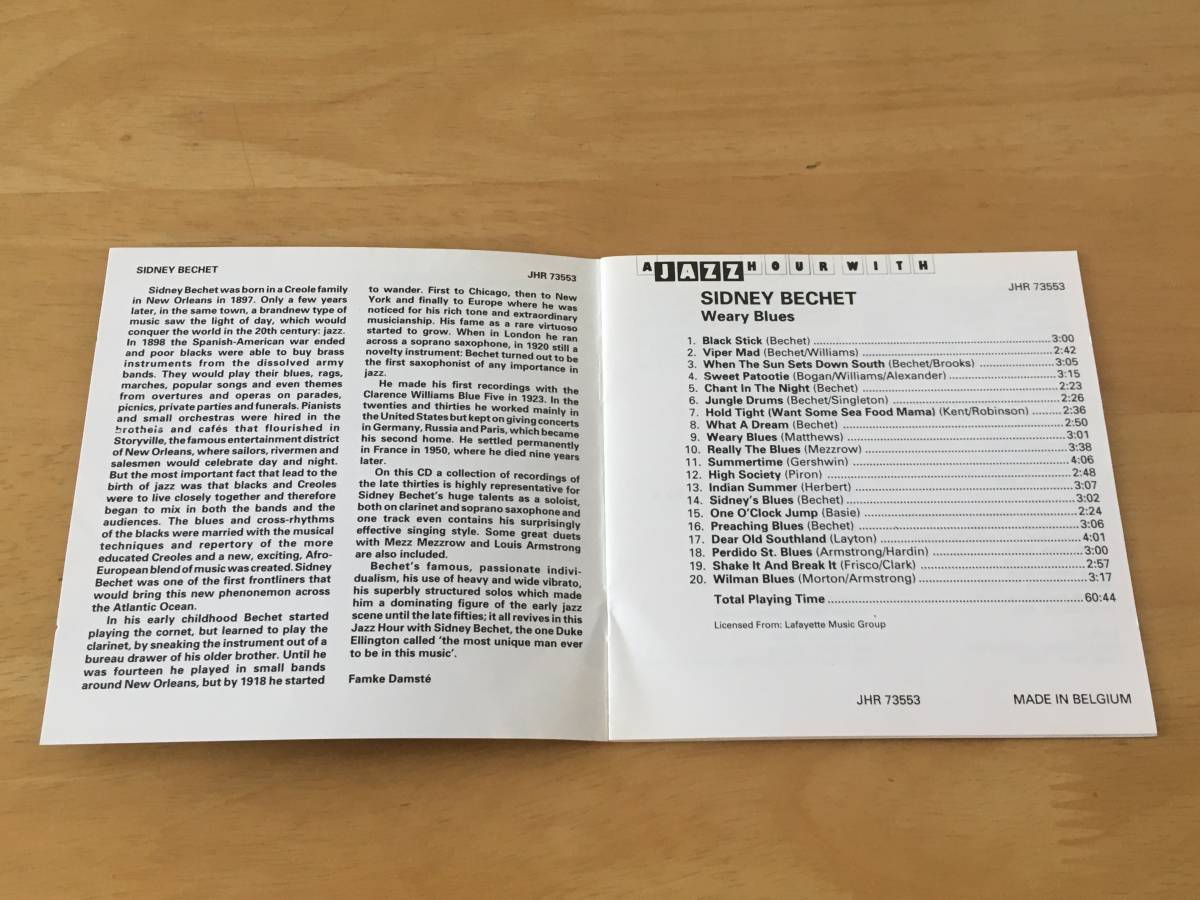 SIDNEY BECHET
JHR 73553
Sidney Bechet was born in a Creole family
in New Orleans in 1897. Only a few years
later, in the same town, a brandnew type of
music saw the light of day, which would
conquer the world in the 20th century: jazz.
In 1898 the Spanish-American war ended
and poor blacks were able to buy brass
instruments from the dissolved army
bands. They would play their blues, rags,
marches, popular songs and even themes
from overtures and operas on parades,
picnics, private parties and funerals. Pianists
and small orchestras were hired in the
brothels and cafés that flourished in
Storyville, the famous entertainment district
of New Orleans, where sailors, rivermen and
salesmen would celebrate day and night.
But the most important fact that lead to the
birth of jazz was that blacks and Creoles
were to live closely together and therefore
began to mix in both the bands and the
audiences. The blues and cross-rhythms
of the blacks were married with the musical
techniques and repertory of the more
educated Creoles and a new, exciting, Afro-
European blend of music was created. Sidney
Bechet was one of the first frontliners that
would bring this new phenonemon across
the Atlantic Ocean.
In his early childhood Bechet started
playing the cornet, but learned to play the
clarinet, by sneaking the instrument out of a
bureau drawer of his older brother. Until he
was fourteen he played in small bands
around New Orleans, but by 1918 he started
to wander. First to Chicago, then to New
York and finally to Europe where he was
noticed for his rich tone and extraordinary
musicianship. His fame as a rare virtuoso
started to grow. When in London he ran
across a soprano saxophone, in 1920 still a
novelty instrument: Bechet turned out to be
the first saxophonist of any importance in
jazz.
He made his first recordings with the
Clarence Williams Blue Five in 1923. In the
twenties and thirties he worked mainly in
the United States but kept on giving concerts
in Germany, Russia and Paris, which became
his second home. He settled permanently
in France in 1950, where he died nine years
later.
On this CD a collection of recordings of
the late thirties is highly representative for
Sidney Bechet's huge talents as a soloist,
both on clarinet and soprano saxophone and
one track even contains his surprisingly
effective singing style. Some great duets
with Mezz Mezzrow and Louis Armstrong
are also included.
Bechet's famous, passionate indivi-
dualism, his use of heavy and wide vibrato,
his superbly structured solos which made
him a dominating figure of the early jazz
scene until the late fifties; it all revives in this
Jazz Hour with Sidney Bechet, the one Duke
Ellington called 'the most unique man ever
to be in this music'.
Famke Damsté
A JAZZ HOUR WITH
JHR 73553
SIDNEY BECHET
Weary Blues
1. Black Stick (Bechet) 3:00
2. Viper Mad (Bechet/Williams) 2:42
3. When The Sun Sets Down South (Bechet/Brooks) 3:05
4. Sweet Patootie (Bogan/Williams/Alexander) 3:15
5. Chant In The Night (Bechet) 2:23
6. Jungle Drums (Bechet/Singleton) 2:26
7. Hold Tight (Want Some Sea Food Mama) (Kent/Robinson) 2:36
8. What A Dream (Bechet) 2:50
9. Weary Blues (Matthews) 3:01
10. Really The Blues (Mezzrow) 3:38
11. Summertime (Gershwin) 4:06
12. High Society (Piron) 2:48
13. Indian Summer (Herbert) 3:07
14. Sidney's Blues (Bechet) 3:02
15. One O'Clock Jump (Basie) 2:24
16. Preaching Blues (Bechet) 3:06
17. Dear Old Southland (Layton) 4:01
18. Perdido St. Blues (Armstrong/Hardin) 3:00
19. Shake It And Break It (Frisco/Clark) 2:57
20. Wilman Blues (Morton/Armstrong) 3:17
Total Playing Time 60:44
Licensed From: Lafayette Music Group
JHR 73553
MADE IN BELGIUM